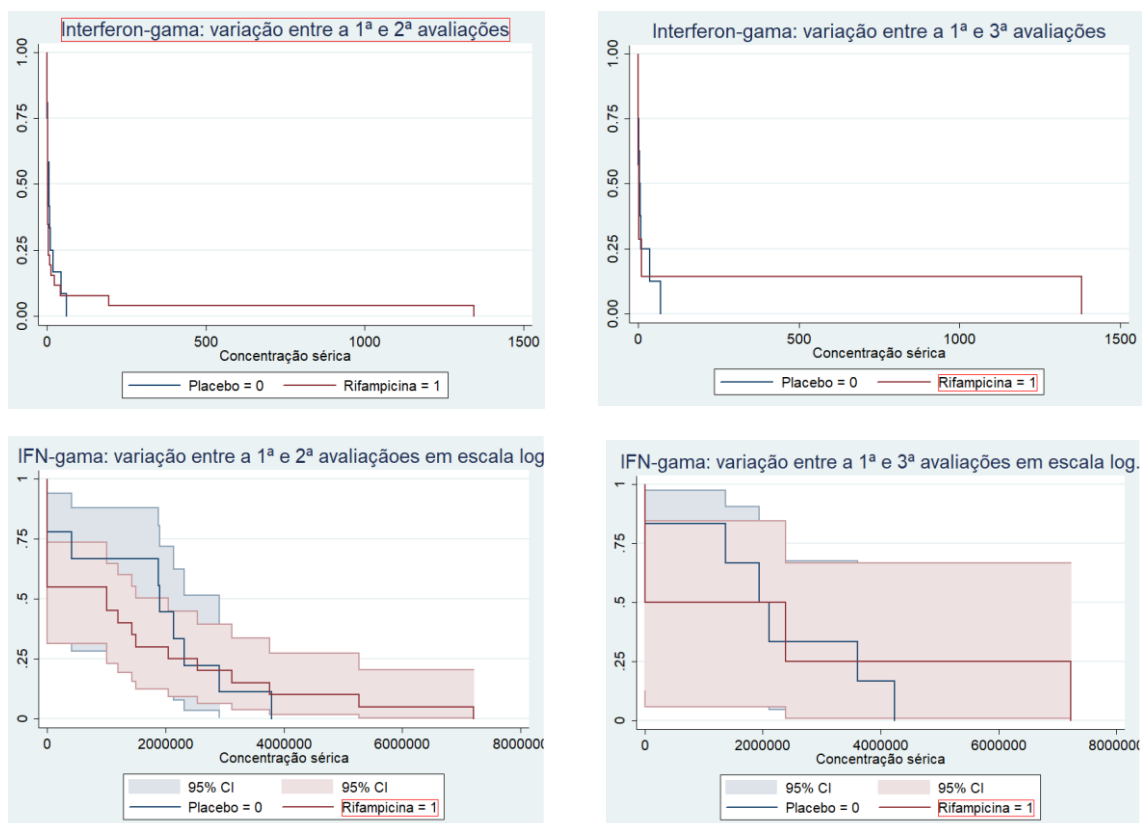 Interferon-gama: variação entre a 1ª e 2ª avaliações
1.00
0.75
0.50
0.25
0.00
0 500 1000 1500
Concentração sérica
Placebo = 0 Rifampicina = 1
Interferon-gama: variação entre a 1ª e 3ª avaliações
1.00
0.75
0.50
0.25
0.00
0 500 1000 1500
Concentração sérica
Placebo = 0 Rifampicina = 1
IFN-gama: variação entre a 1ª e 2ª avaliaçãoes em escala log
1
.75
.5
.25
0
0 2000000 4000000 6000000 8000000
Concentração sérica
95% CI 95% CI
Placebo = 0 Rifampicina = 1
IFN-gama: variação entre a 1ª e 3ª avaliações em escala log.
1
.75
.5
.25
0
0 2000000 4000000 6000000 8000000
Concentração sérica
95% CI 95% CI
Placebo = 0 Rifampicina = 1